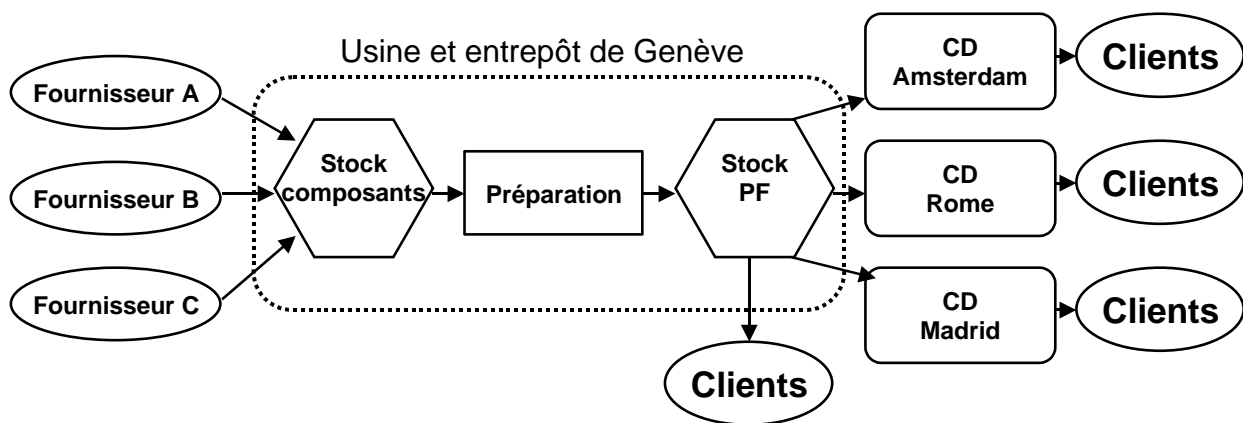 Usine et entrepôt de Genève
Fournisseur A
Fournisseur B
Fournisseur C
Stock
composants
Préparation
Stock
PF
Clients
CD
Amsterdam
Clients
CD
Rome
Clients
CD
Madrid
Clients